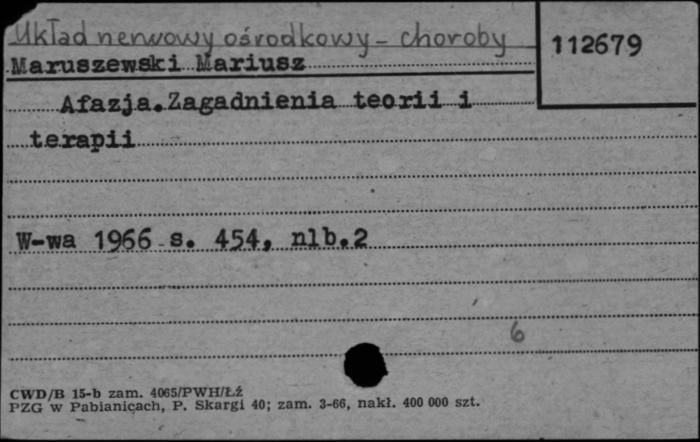 Układ nerwowy ośrodkowy - choroby
112679
Maruszewski Mariusz
Afazja.Zagadnienia teorii i
terapii
W-wa 1966 s. 454, nlb.2
6
CWD/B 15-b zam. 4065/PWH/Łź
PZG w Pabianicach, P. Skargi 40; zam. 3-66, nakł. 400 000 szt.